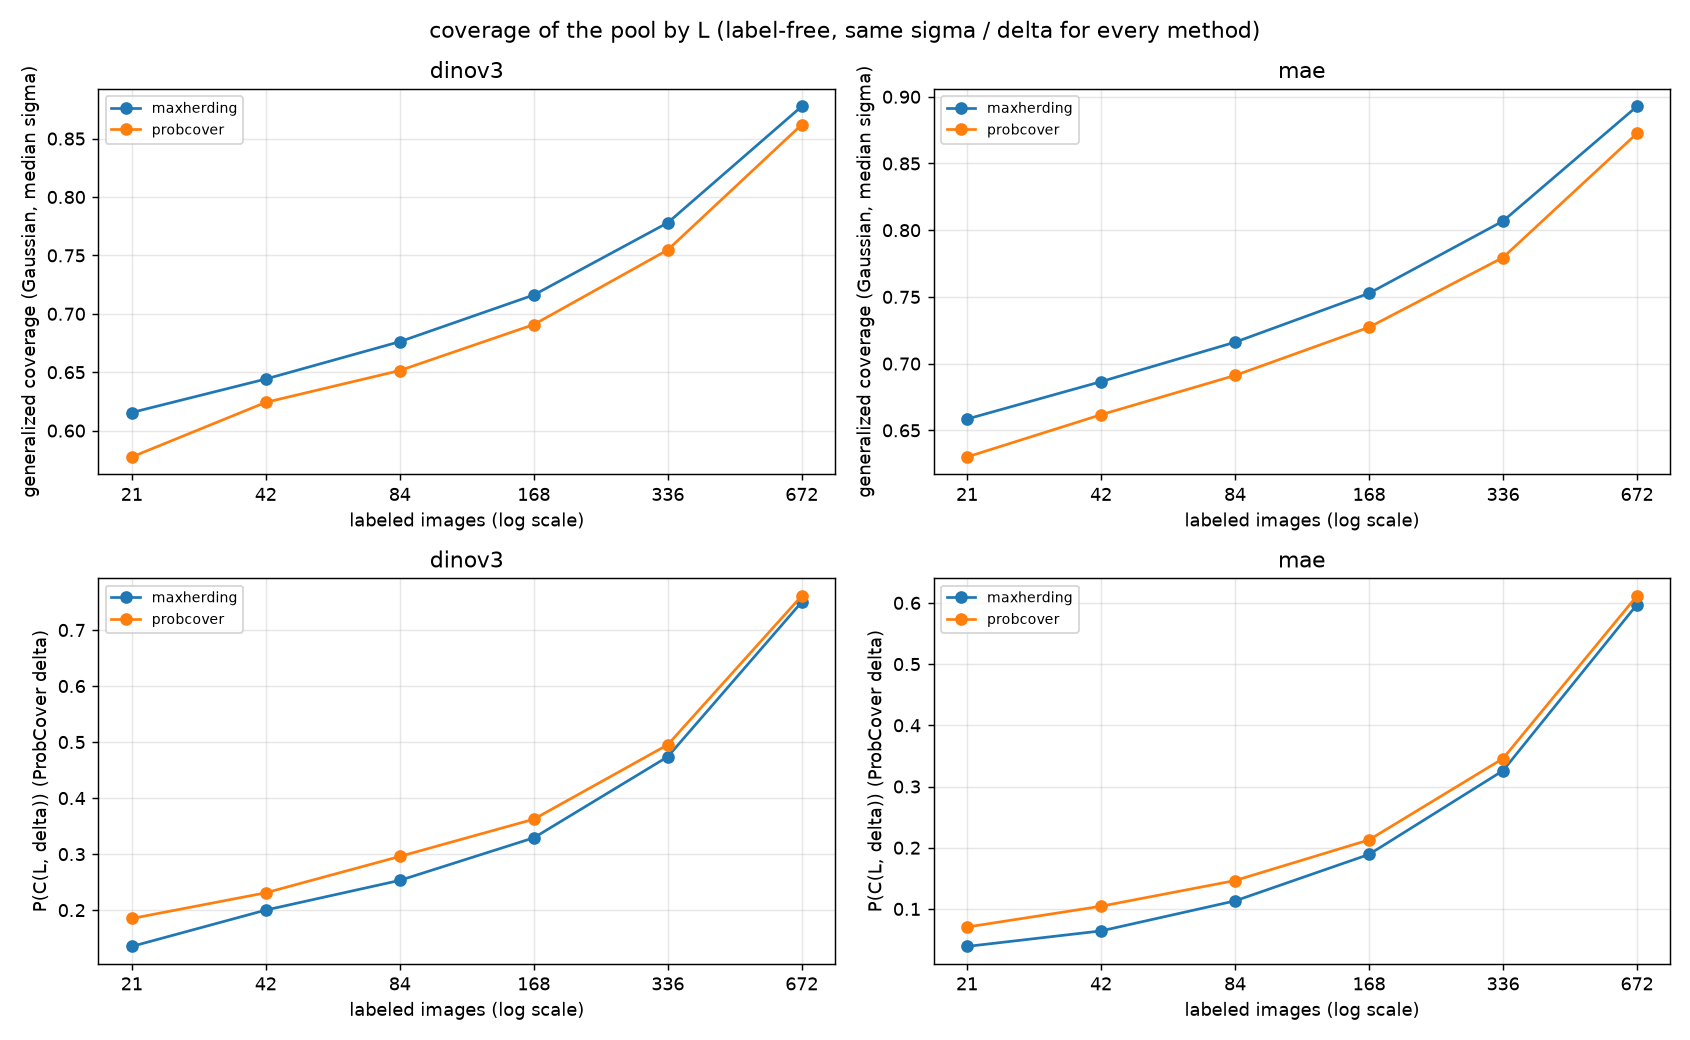 coverage of the pool by L (label-free, same sigma / delta for every method)
dinov3
generalized coverage (Gaussian, median sigma)
maxherding
probcover
0.85
0.80
0.75
0.70
0.65
0.60
21 42 84 168 336 672
labeled images (log scale)
mae
generalized coverage (Gaussian, median sigma)
maxherding
probcover
0.90
0.85
0.80
0.75
0.70
0.65
21 42 84 168 336 672
labeled images (log scale)
dinov3
P(C(L, delta)) (ProbCover delta)
maxherding
probcover
0.7
0.6
0.5
0.4
0.3
0.2
21 42 84 168 336 672
labeled images (log scale)
mae
P(C(L, delta)) (ProbCover delta)
maxherding
probcover
0.6
0.5
0.4
0.3
0.2
0.1
21 42 84 168 336 672
labeled images (log scale)